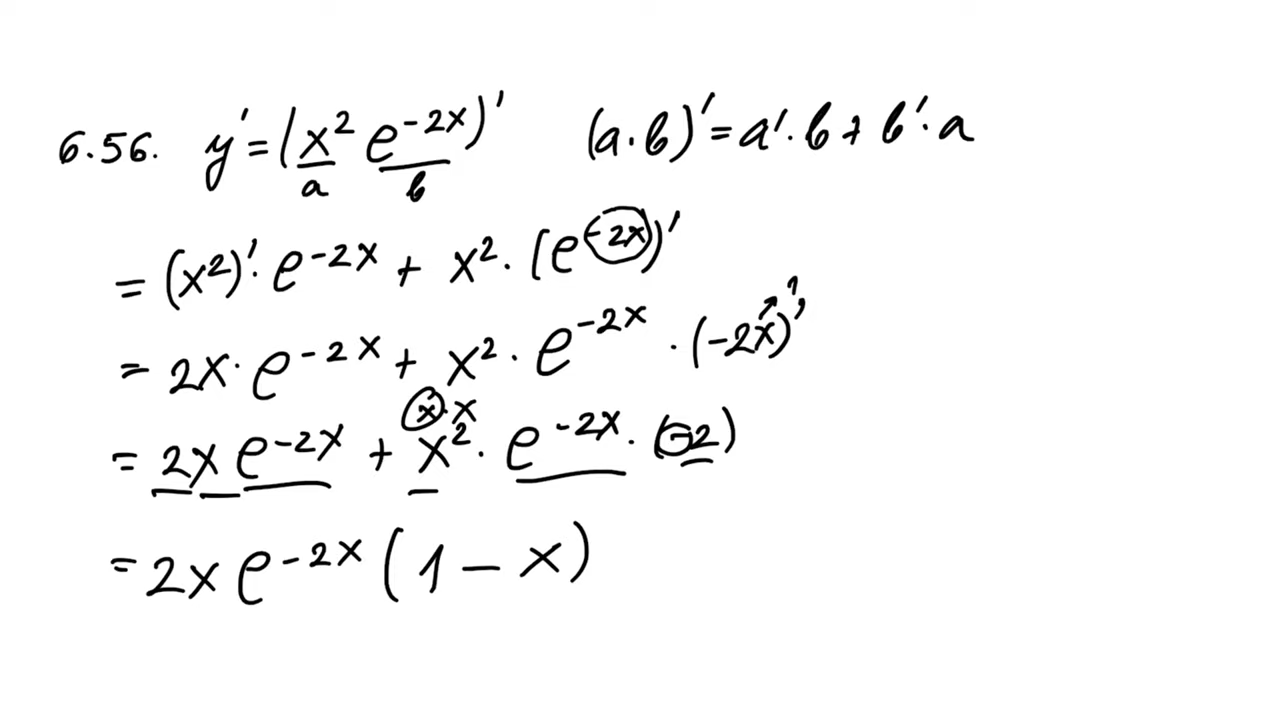 6.56. y' = (x² e^{-2x})' (a·b)' = a'·b + b'·a
a b
= (x²)'· e^{-2x} + x² · (e^{-2x})'
= 2x· e^{-2x} + x² · e^{-2x} · (-2x)' 1
x·x
= 2x e^{-2x} + x² · e^{-2x} · (-2)
= 2x e^{-2x} (1 - x)